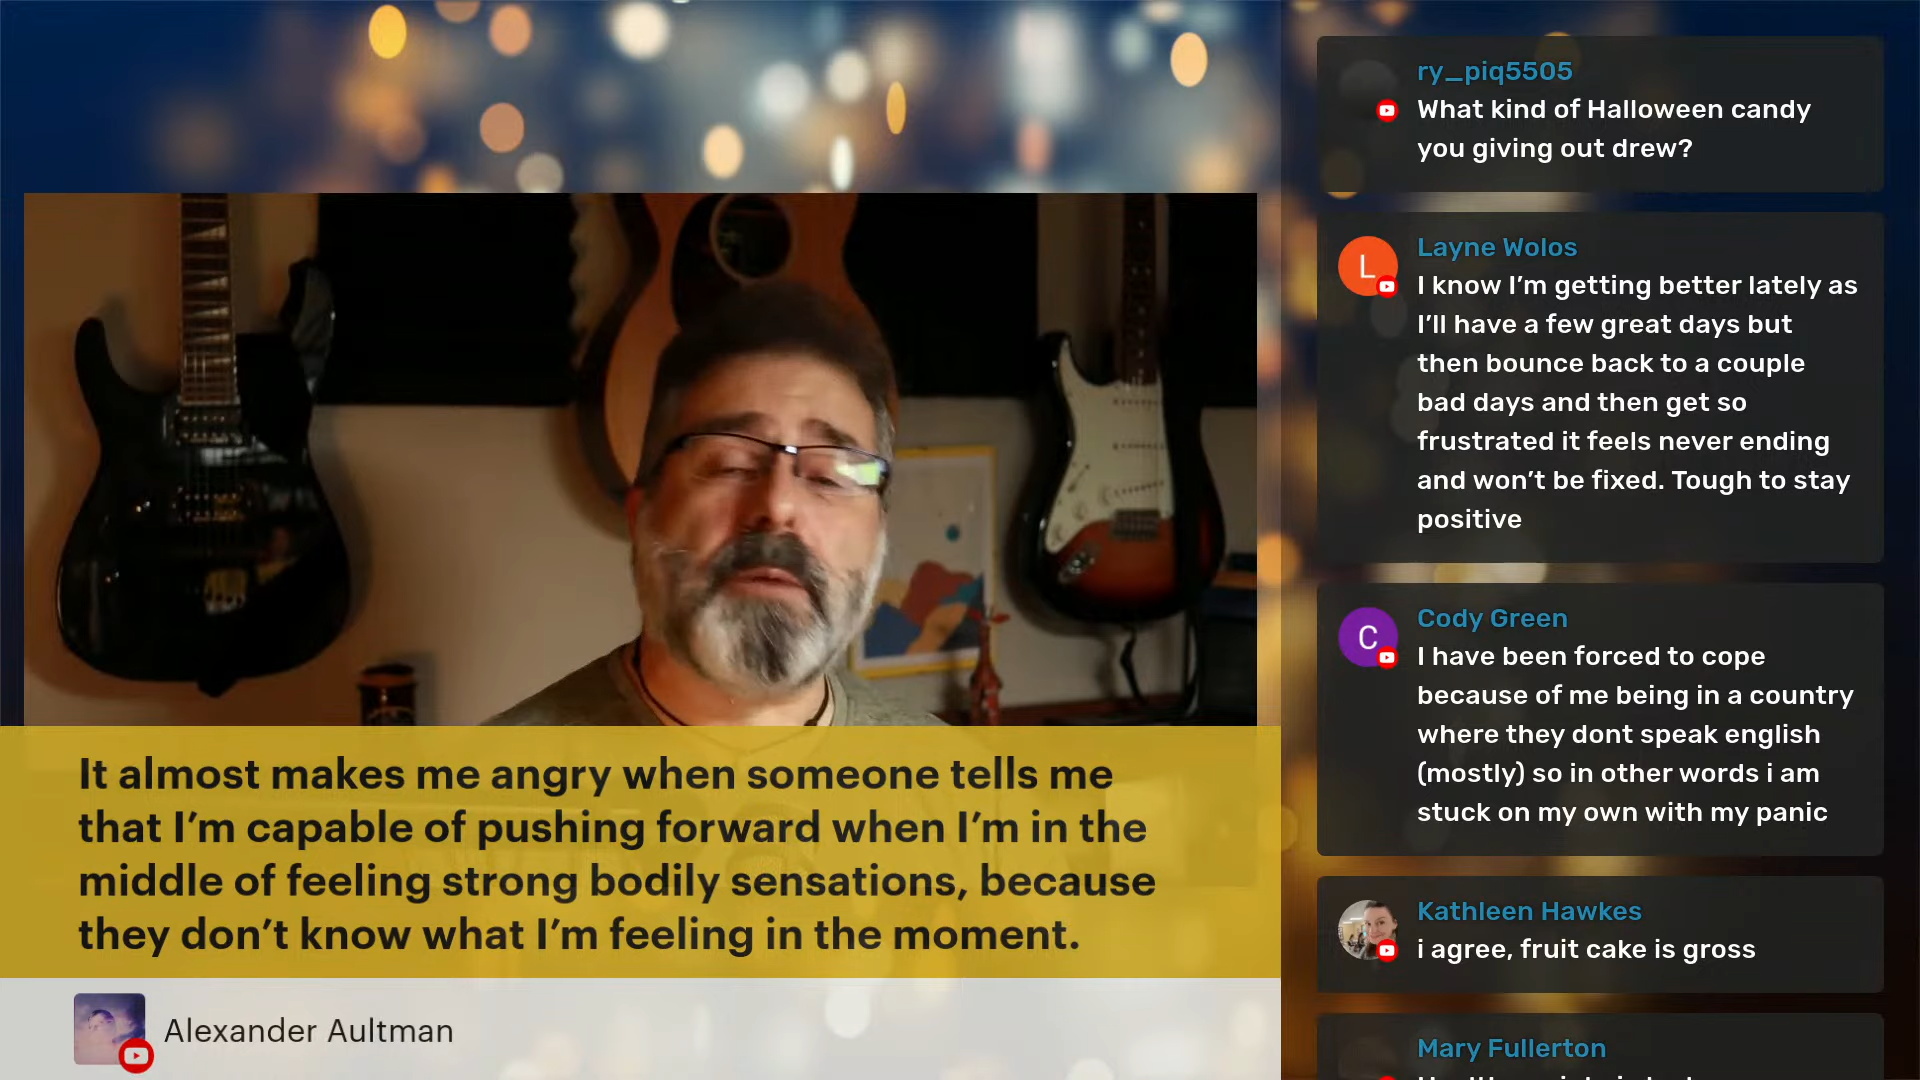 It almost makes me angry when someone tells me
that I’m capable of pushing forward when I’m in the
middle of feeling strong bodily sensations, because
they don’t know what I’m feeling in the moment.
Alexander Aultman
ry_piq5505
What kind of Halloween candy
you giving out drew?
L
Layne Wolos
I know I’m getting better lately as
I’ll have a few great days but
then bounce back to a couple
bad days and then get so
frustrated it feels never ending
and won’t be fixed. Tough to stay
positive
C
Cody Green
I have been forced to cope
because of me being in a country
where they dont speak english
(mostly) so in other words i am
stuck on my own with my panic
Kathleen Hawkes
i agree, fruit cake is gross
Mary Fullerton